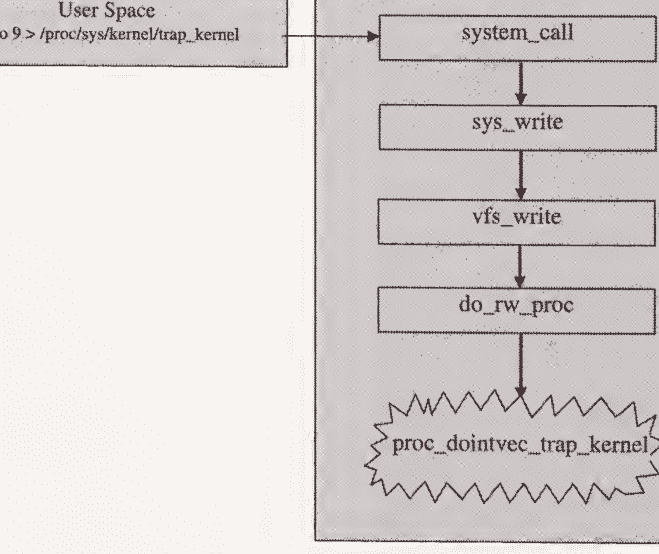 User Space
o 9 > /proc/sys/kernel/trap_kernel
system_call
sys_write
vfs_write
do_rw_proc
proc_dointvec_trap_kernel